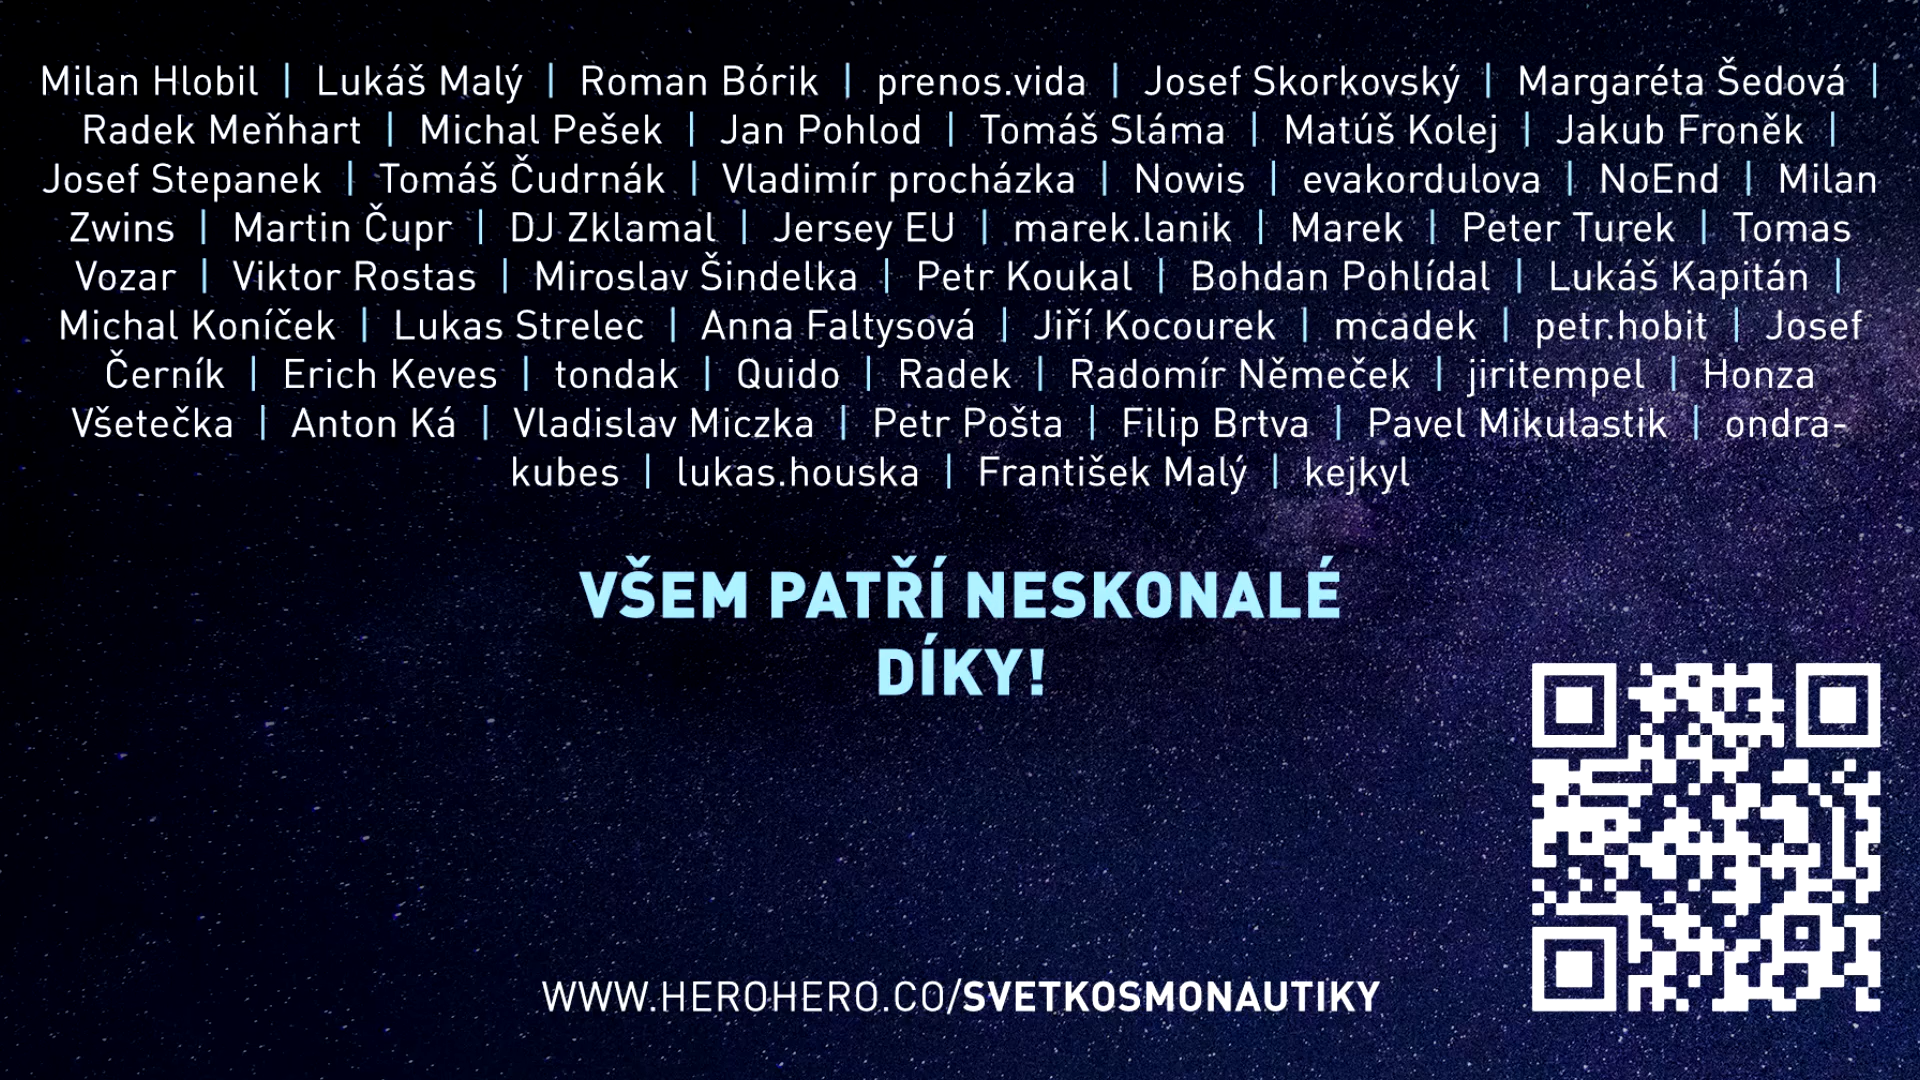 Milan Hlobil | Lukáš Malý | Roman Bórik | prenos.vida | Josef Skorkovský | Margaréta Šedová |
Radek Meňhart | Michal Pešek | Jan Pohlod | Tomáš Sláma | Matúš Kolej | Jakub Froněk |
Josef Stepanek | Tomáš Čudrnák | Vladimír procházka | Nowis | evakordulova | NoEnd | Milan
Zwins | Martin Čupr | DJ Zklamal | Jersey EU | marek.lanik | Marek | Peter Turek | Tomas
Vozar | Viktor Rostas | Miroslav Šindelka | Petr Koukal | Bohdan Pohlídal | Lukáš Kapitán |
Michal Koníček | Lukas Strelec | Anna Faltysová | Jiří Kocourek | mcadek | petr.hobit | Josef
Černík | Erich Keves | tondak | Quido | Radek | Radomír Němeček | jiritempel | Honza
Všetečka | Anton Ká | Vladislav Miczka | Petr Pošta | Filip Brtva | Pavel Mikulastik | ondra-
kubes | lukas.houska | František Malý | kejkyl
VŠEM PATŘÍ NESKONALÉ
DÍKY!
WWW.HEROHERO.CO/SVETKOSMONAUTIKY